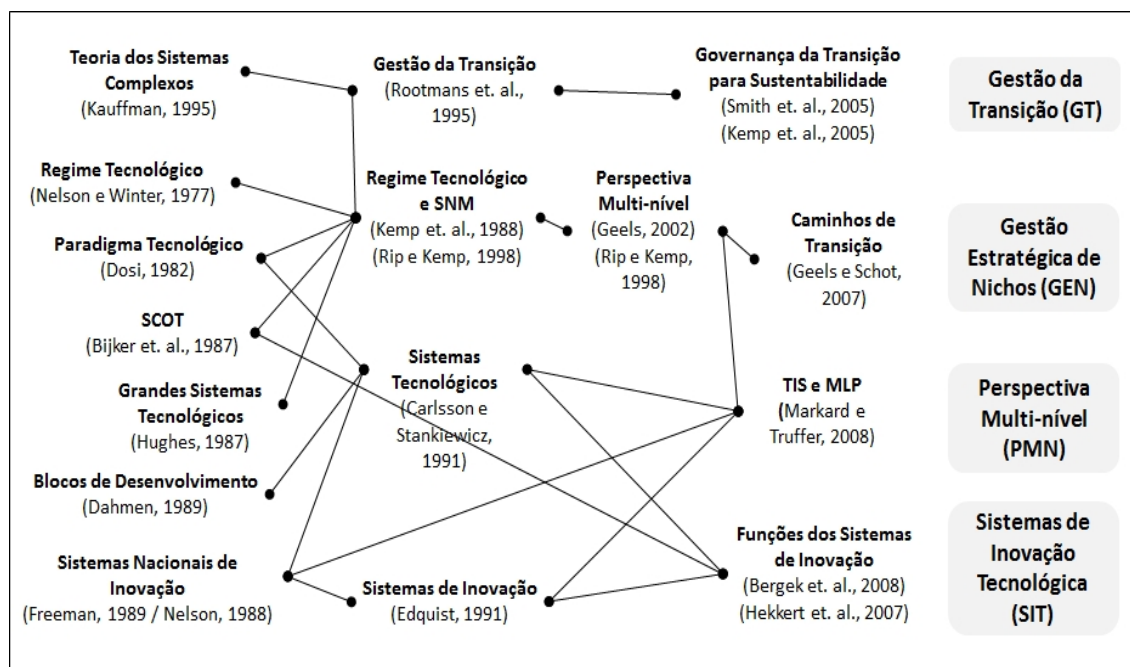 Teoria dos Sistemas
Complexos
(Kauffman, 1995)
Gestão da Transição
(Rootmans et. al.,
1995)
Governança da Transição
para Sustentabilidade
(Smith et. al., 2005)
(Kemp et. al., 2005)
Gestão da
Transição (GT)
Regime Tecnológico
(Nelson e Winter, 1977)
Regime Tecnológico
e SNM
(Kemp et. al., 1988)
(Rip e Kemp, 1998)
Perspectiva
Multi-nível
(Geels, 2002)
(Rip e Kemp,
1998)
Caminhos de
Transição
(Geels e Schot,
2007)
Gestão
Estratégica de
Nichos (GEN)
Paradigma Tecnológico
(Dosi, 1982)
SCOT
(Bijker et. al., 1987)
Grandes Sistemas
Tecnológicos
(Hughes, 1987)
Sistemas
Tecnológicos
(Carlsson e
Stankiewicz,
1991)
TIS e MLP
(Markard e
Truffer, 2008)
Perspectiva
Multi-nível
(PMN)
Blocos de Desenvolvimento
(Dahmen, 1989)
Sistemas Nacionais de
Inovação
(Freeman, 1989 / Nelson, 1988)
Sistemas de Inovação
(Edquist, 1991)
Funções dos Sistemas
de Inovação
(Bergek et. al., 2008)
(Hekkert et. al., 2007)
Sistemas de
Inovação
Tecnológica
(SIT)